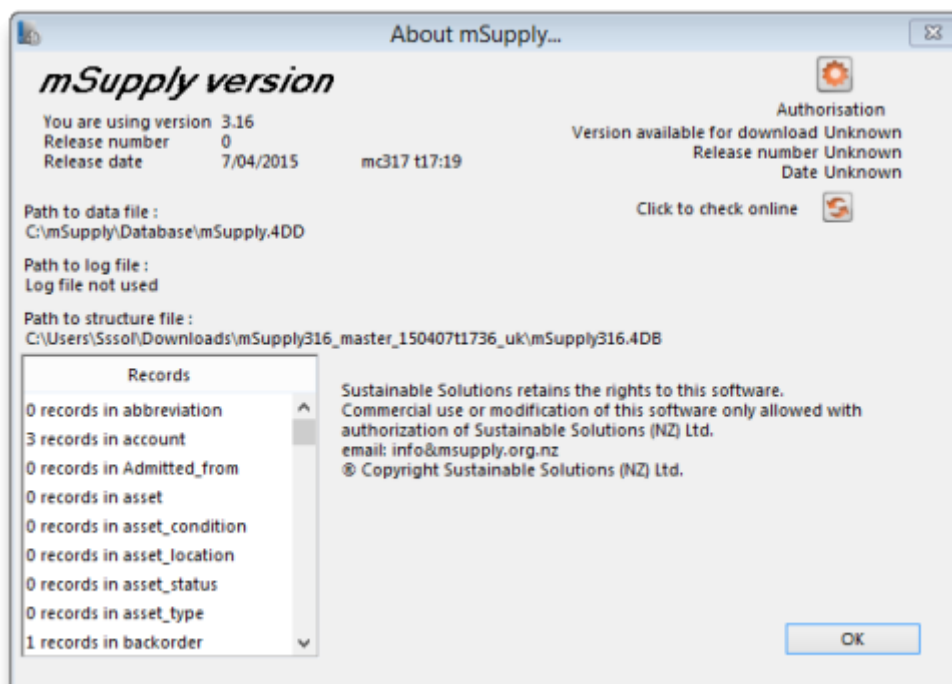 About mSupply...
mSupply version
You are using version 3.16
Release number 0
Release date 7/04/2015 mc317 t17:19
Authorisation
Version available for download Unknown
Release number Unknown
Date Unknown
Click to check online
Path to data file :
C:\mSupply\Database\mSupply.4DD
Path to log file :
Log file not used
Path to structure file :
C:\Users\Sssol\Downloads\mSupply316_master_150407t1736_uk\mSupply316.4DB
Records
0 records in abbreviation
3 records in account
0 records in Admitted_from
0 records in asset
0 records in asset_condition
0 records in asset_location
0 records in asset_status
0 records in asset_type
1 records in backorder
Sustainable Solutions retains the rights to this software.
Commercial use or modification of this software only allowed with
authorization of Sustainable Solutions (NZ) Ltd.
email: info&msupply.org.nz
® Copyright Sustainable Solutions (NZ) Ltd.
OK